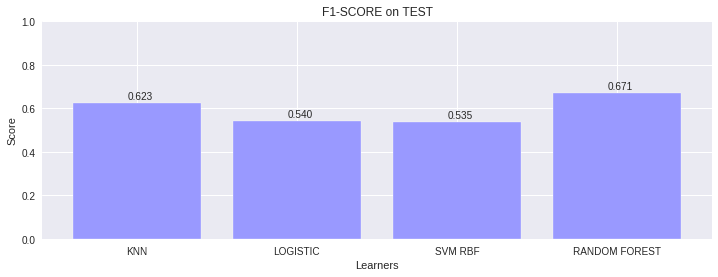 F1-SCORE on TEST
1.0
0.8
0.6
0.4
0.2
0.0
Score
0.623
0.540
0.535
0.671
KNN
LOGISTIC
SVM RBF
RANDOM FOREST
Learners